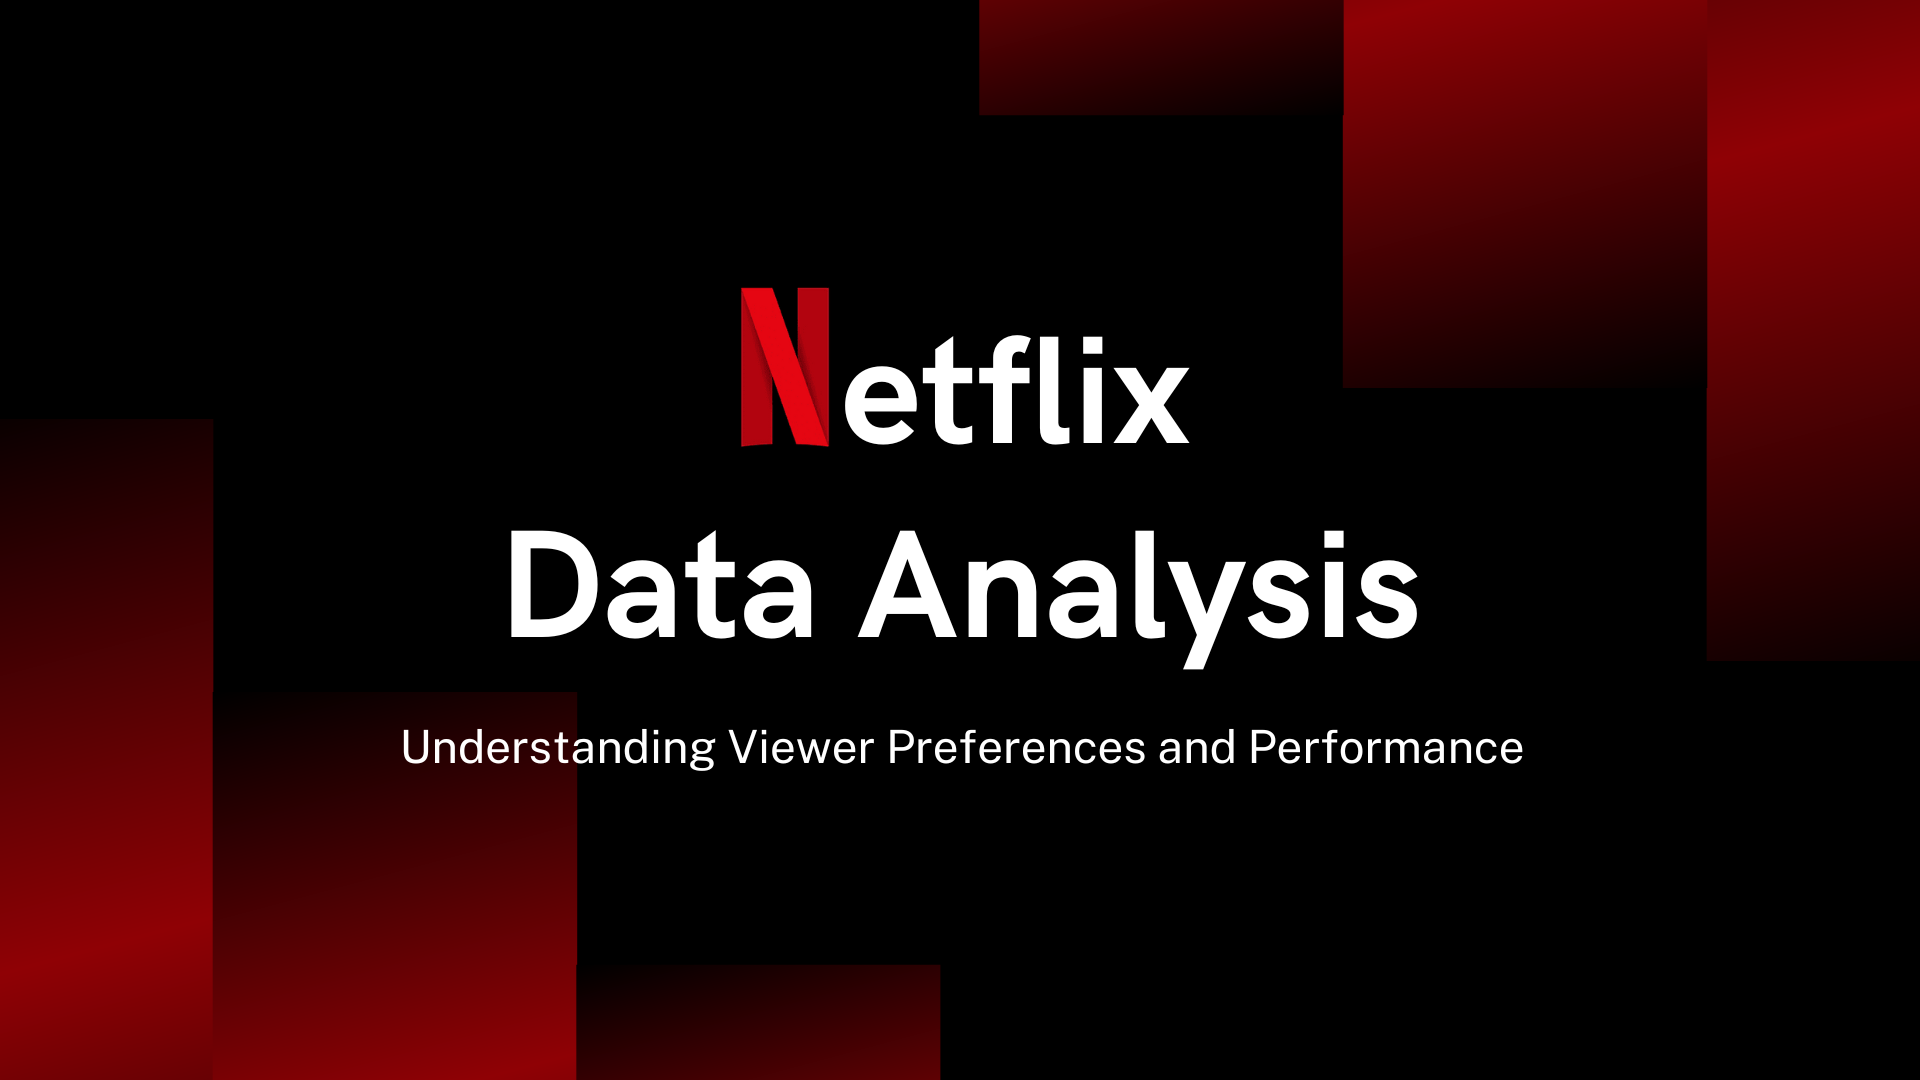 Netflix
Data Analysis
Understanding Viewer Preferences and Performance